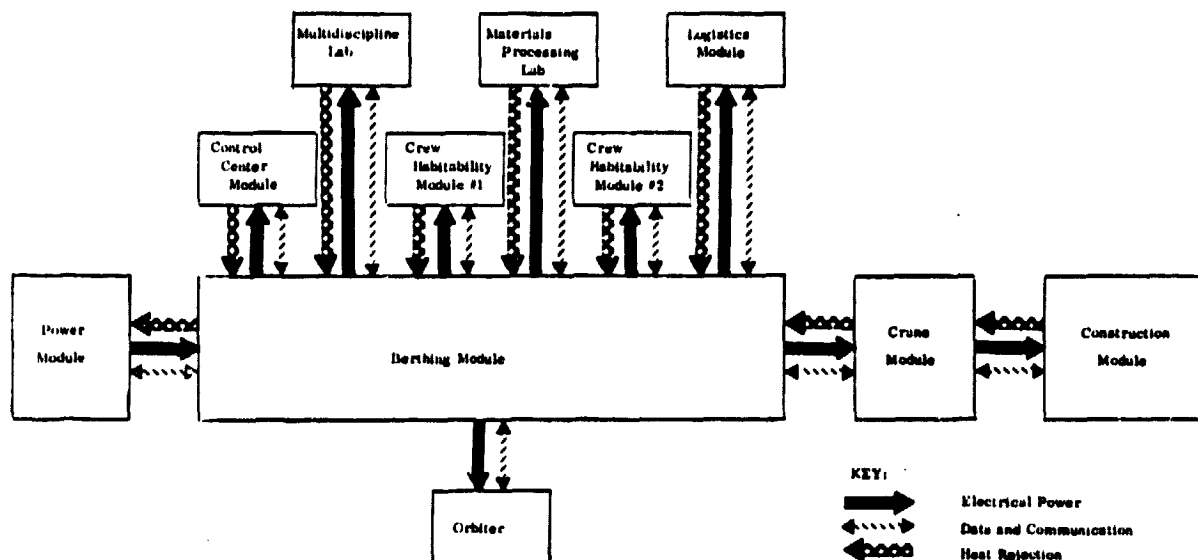 Multidiscipline
Lab
Materials
Processing
Lab
Logistics
Module
Control
Center
Module
Crew
Habitability
Module #1
Crew
Habitability
Module #2
Power
Module
Berthing Module
Crane
Module
Construction
Module
Orbiter
KEY:
Electrical Power
Data and Communication
Heat Rejection